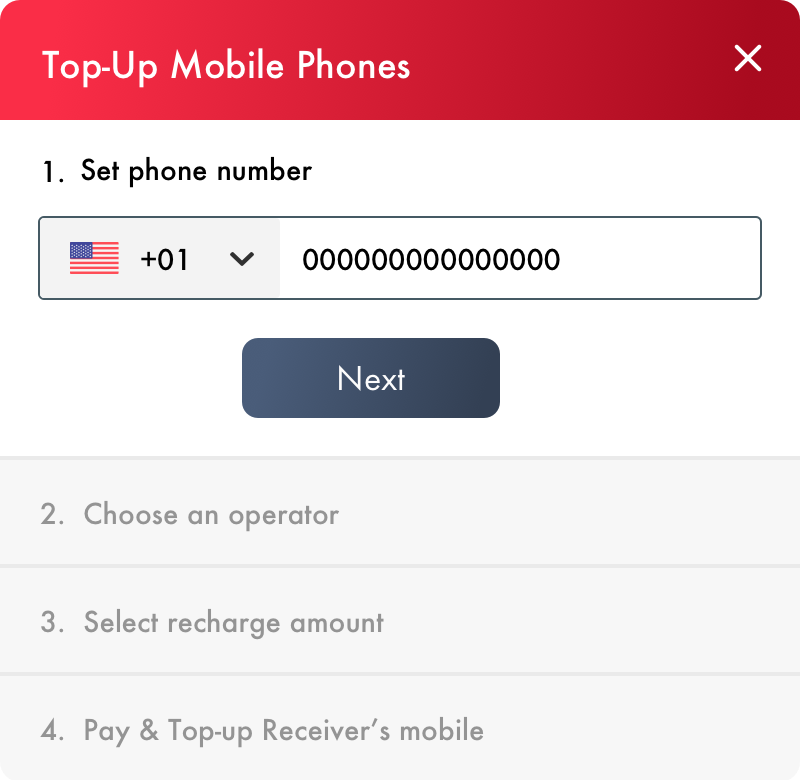 Top-Up Mobile Phones
1. Set phone number
+01 000000000000000
Next
2. Choose an operator
3. Select recharge amount
4. Pay & Top-up Receiver’s mobile